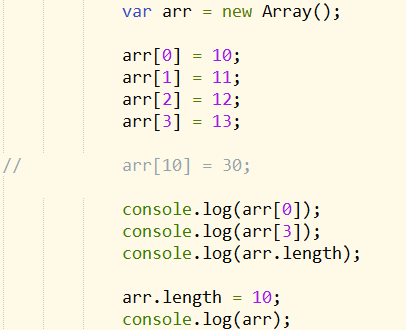 var arr = new Array();
arr[0] = 10;
arr[1] = 11;
arr[2] = 12;
arr[3] = 13;
// arr[10] = 30;
console.log(arr[0]);
console.log(arr[3]);
console.log(arr.length);
arr.length = 10;
console.log(arr);